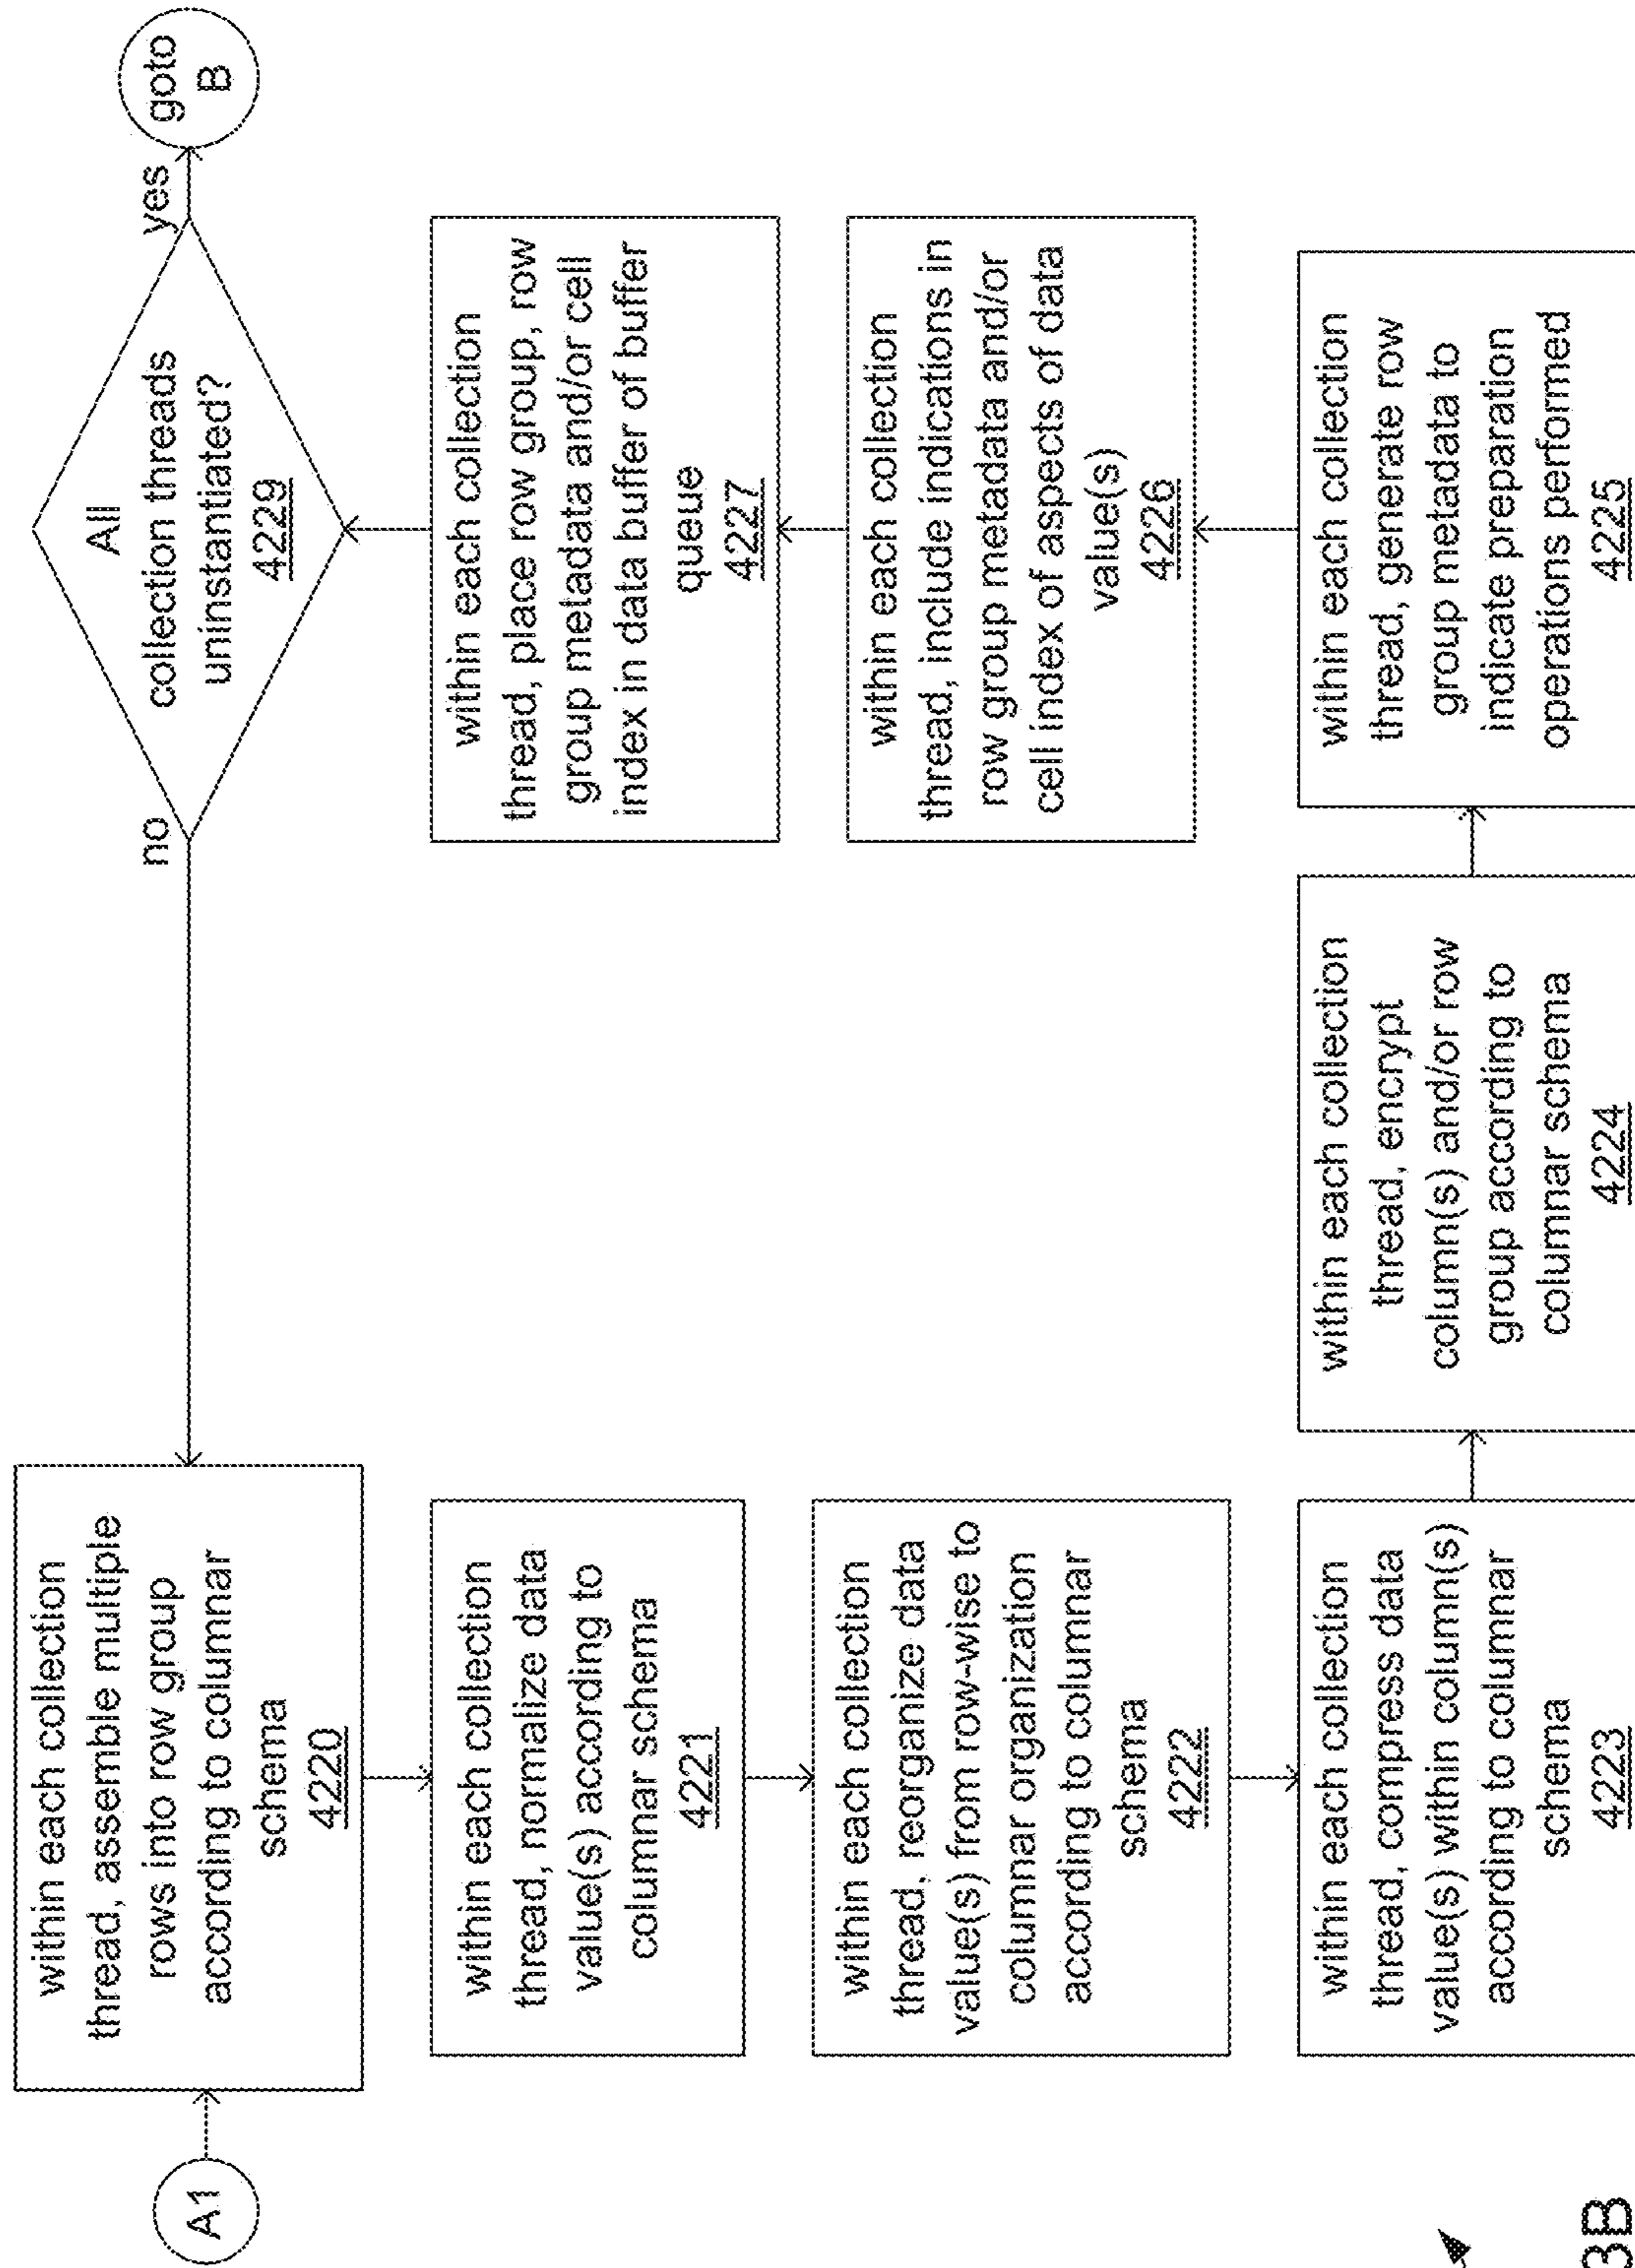 A1
within each collection
thread, assemble multiple
rows into row group
according to columnar
schema
4220
within each collection
thread, normalize data
value(s) according to
columnar schema
4221
within each collection
thread, reorganize data
value(s) from row-wise to
columnar organization
according to columnar
schema
4222
within each collection
thread, compress data
value(s) within column(s)
according to columnar
schema
4223
within each collection
thread, encrypt
column(s) and/or row
group according to
columnar schema
4224
within each collection
thread, generate row
group metadata to
indicate preparation
operations performed
4225
within each collection
thread, include indications in
row group metadata and/or
cell index of aspects of data
value(s)
4226
within each collection
thread, place row group, row
group metadata and/or cell
index in data buffer of buffer
queue
4227
All
collection threads
uninstantiated?
4229
no
yes
goto
B
3B